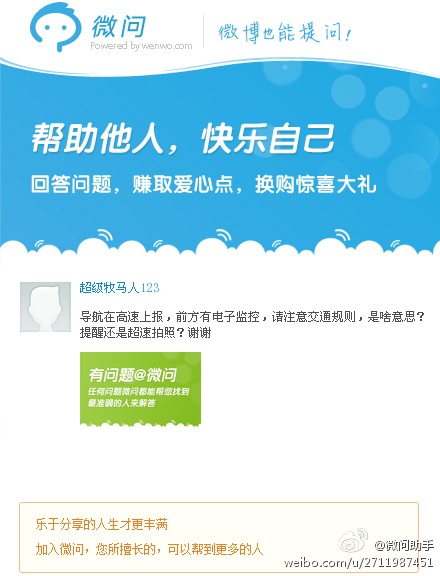 微问
Powered by wenwo.com
微博也能提问!
帮助他人，快乐自己
回答问题，赚取爱心点，换购惊喜大礼
超级牧马人123
导航在高速上报，前方有电子监控，请注意交通规则，是啥意思？
提醒还是超速拍照？谢谢
有问题@微问
任何问题微问都能帮您找到
最准确的人来解答
乐于分享的人生才更丰满
加入微问，您所擅长的，可以帮到更多的人
@微问助手
weibo.com/u/2711987451